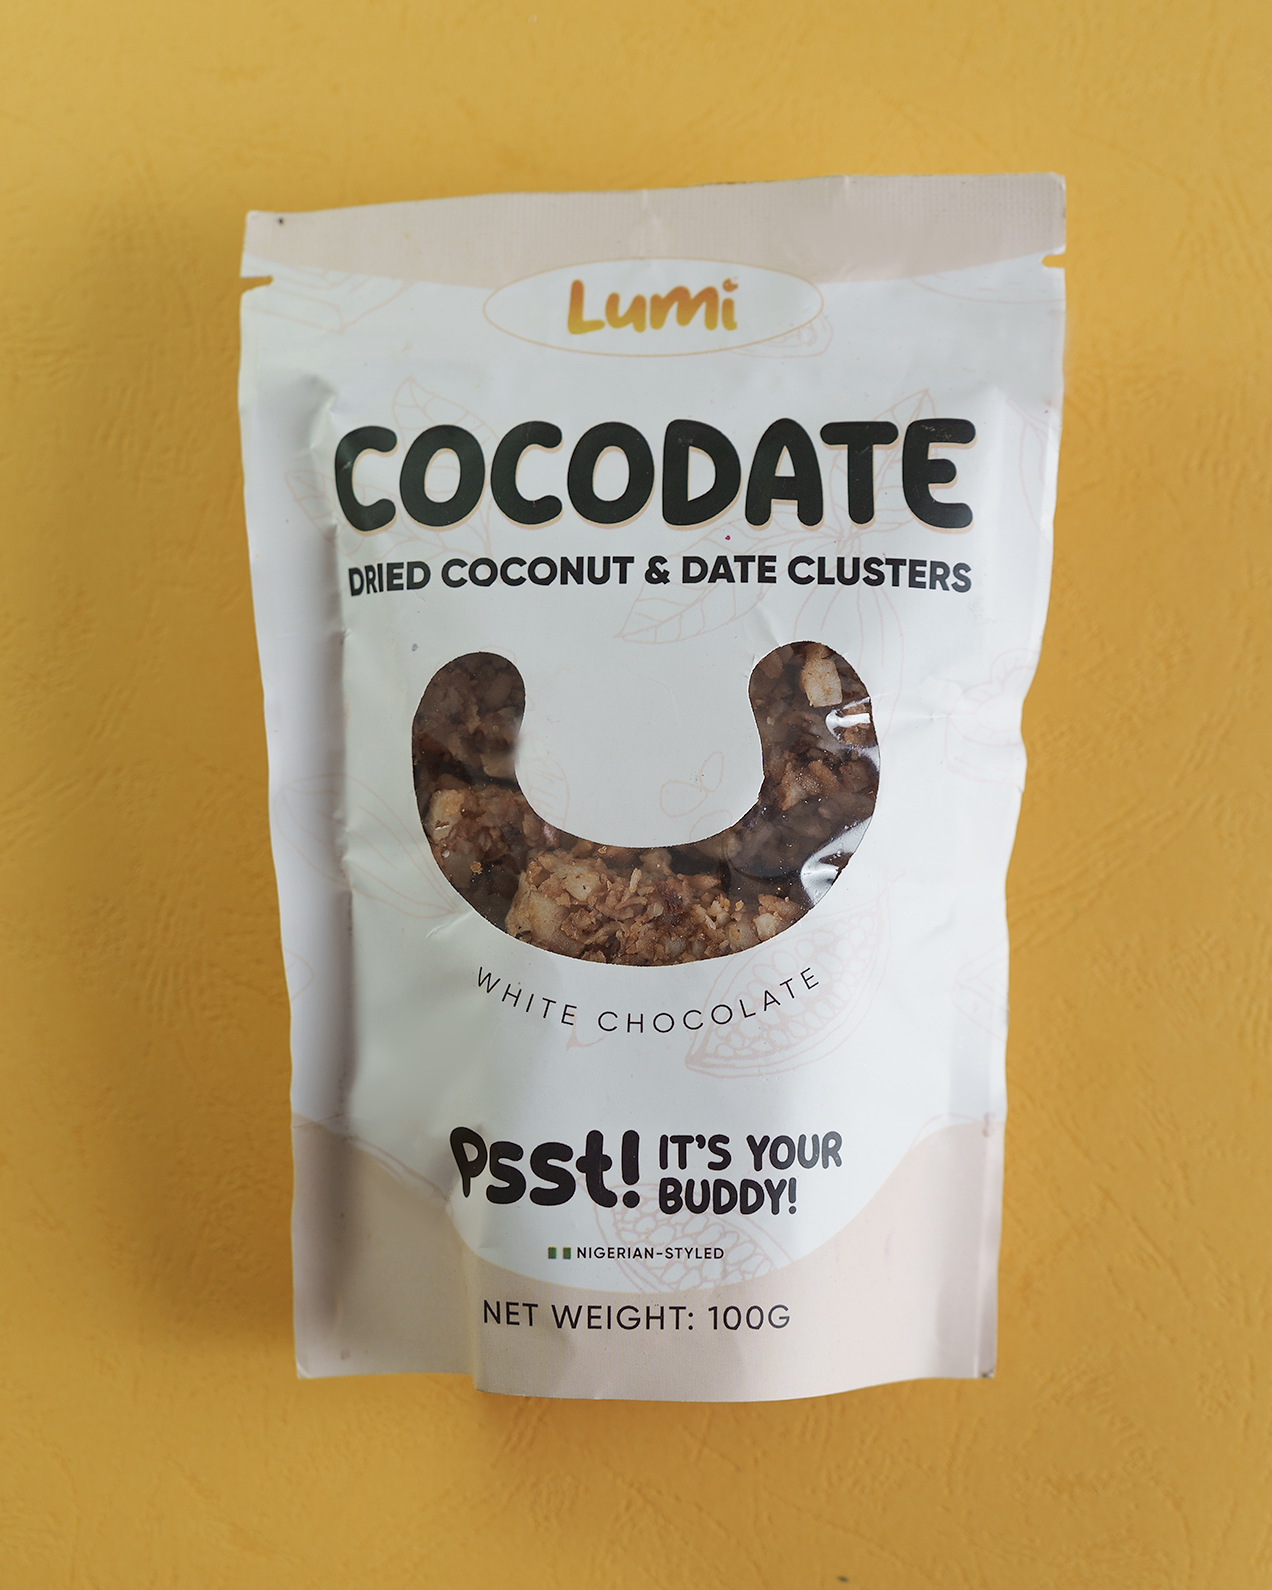 Lumi
COCODATE
DRIED COCONUT & DATE CLUSTERS
WHITE CHOCOLATE
Psst! IT'S YOUR
BUDDY!
NIGERIAN-STYLED
NET WEIGHT: 100G